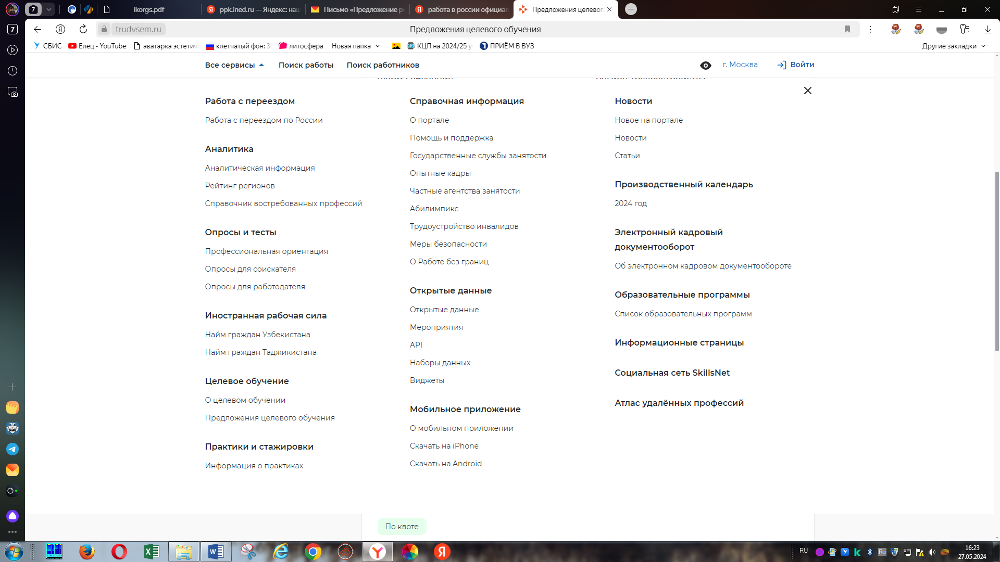 7
lkorgs.pdf
ppk.ined.ru — Яндекс: наш
Письмо «Предложение р
работа в россии официал
Предложения целевого
7
trudvsem.ru
Предложения целевого обучения
СБИС
Елец - YouTube
аватарка эстетич
клетчатый фон: 38
литосфера
Новая папка
КЦП на 2024/25 у
ПРИЁМ В ВУЗ
Другие закладки
Все сервисы
Поиск работы
Поиск работников
г. Москва
Войти
Работа с переездом
Работа с переездом по России
Аналитика
Аналитическая информация
Рейтинг регионов
Справочник востребованных профессий
Опросы и тесты
Профессиональная ориентация
Опросы для соискателя
Опросы для работодателя
Иностранная рабочая сила
Найм граждан Узбекистана
Найм граждан Таджикистана
Целевое обучение
О целевом обучении
Предложения целевого обучения
Практики и стажировки
Информация о практиках
Справочная информация
О портале
Помощь и поддержка
Государственные службы занятости
Опытные кадры
Частные агентства занятости
Абилимпикс
Трудоустройство инвалидов
Меры безопасности
О Работе без границ
Открытые данные
Открытые данные
Мероприятия
API
Наборы данных
Виджеты
Мобильное приложение
О мобильном приложении
Скачать на iPhone
Скачать на Android
Новости
Новое на портале
Новости
Статьи
Производственный календарь
2024 год
Электронный кадровый
документооборот
Об электронном кадровом документообороте
Образовательные программы
Список образовательных программ
Информационные страницы
Социальная сеть SkillsNet
Атлас удалённых профессий
По квоте
RU
Ru
16:23
27.05.2024